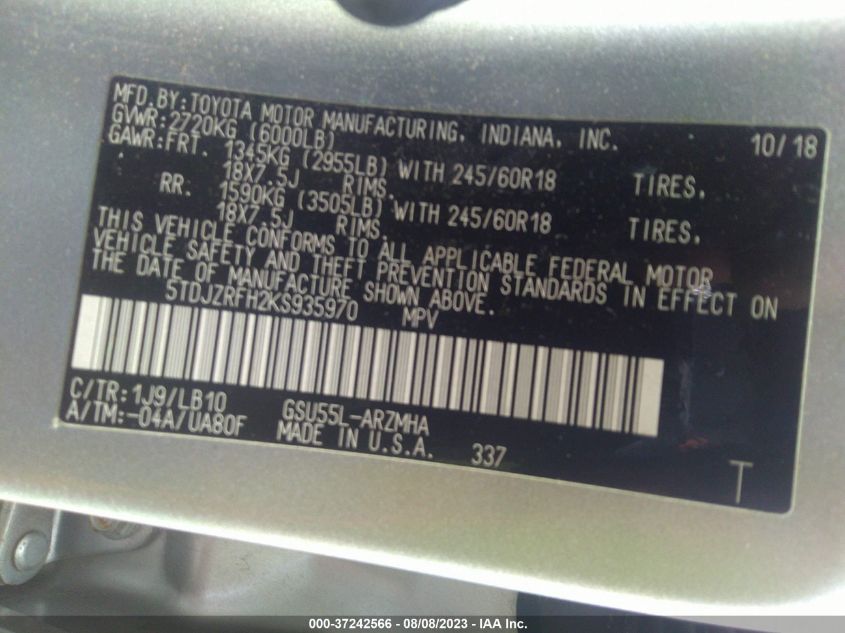 MFD.BY:TOYOTA MOTOR MANUFACTURING, INDIANA, INC. 10/18
GVWR:2720KG (6000LB)
GAWR:FRT. 1345KG (2955LB) WITH 245/60R18 TIRES,
18X7.5J RIMS,
RR. 1590KG (3505LB) WITH 245/60R18 TIRES,
18X7.5J RIMS
THIS VEHICLE CONFORMS TO ALL APPLICABLE FEDERAL MOTOR
VEHICLE SAFETY AND THEFT PREVENTION STANDARDS IN EFFECT ON
THE DATE OF MANUFACTURE SHOWN ABOVE.
5TDJZRFH2KS935970 MPV
C/TR:1J9/LB10 GSU55L-ARZMHA
A/TM:-04A/UA80F MADE IN U.S.A. 337
T
000-37242566 - 08/08/2023 - IAA Inc.